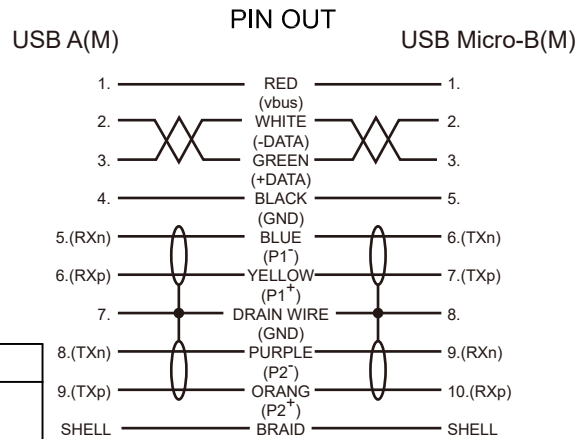 PIN OUT
USB A(M) USB Micro-B(M)
1. RED 1.
(vbus)
2. WHITE 2.
(-DATA)
3. GREEN 3.
(+DATA)
4. BLACK 5.
(GND)
5.(RXn) BLUE 6.(TXn)
(P1-)
6.(RXp) YELLOW 7.(TXp)
(P1+)
7. DRAIN WIRE 8.
(GND)
8.(TXn) PURPLE 9.(RXn)
(P2-)
9.(TXp) ORANG 10.(RXp)
(P2+)
SHELL BRAID SHELL